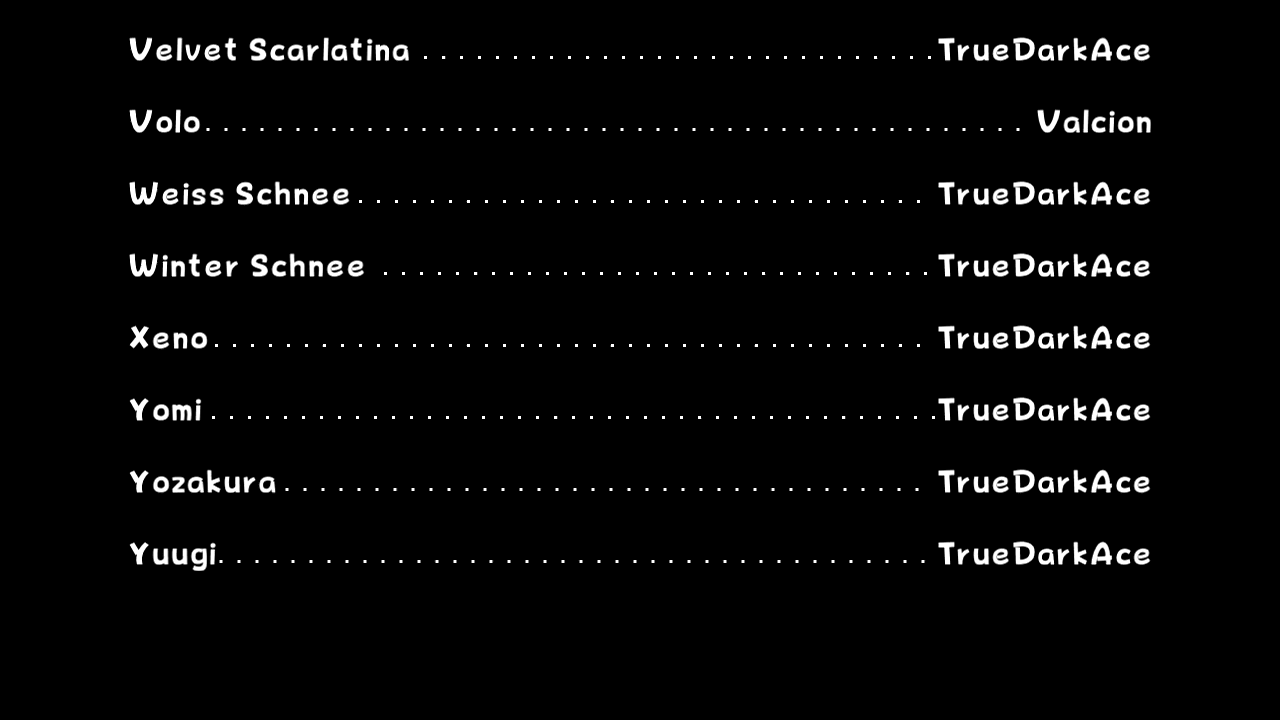 Velvet Scarlatina . . . . . . . . . . . . . . . . . . . . . . . . . . . . .TrueDarkAce
Volo. . . . . . . . . . . . . . . . . . . . . . . . . . . . . . . . . . . . . . . . . . . . . . Valcion
Weiss Schnee . . . . . . . . . . . . . . . . . . . . . . . . . . . . . . . . TrueDarkAce
Winter Schnee . . . . . . . . . . . . . . . . . . . . . . . . . . . . . . . TrueDarkAce
Xeno. . . . . . . . . . . . . . . . . . . . . . . . . . . . . . . . . . . . . . . . TrueDarkAce
Yomi . . . . . . . . . . . . . . . . . . . . . . . . . . . . . . . . . . . . . . . . .TrueDarkAce
Yozakura . . . . . . . . . . . . . . . . . . . . . . . . . . . . . . . . . . . . TrueDarkAce
Yuugi. . . . . . . . . . . . . . . . . . . . . . . . . . . . . . . . . . . . . . . . TrueDarkAce